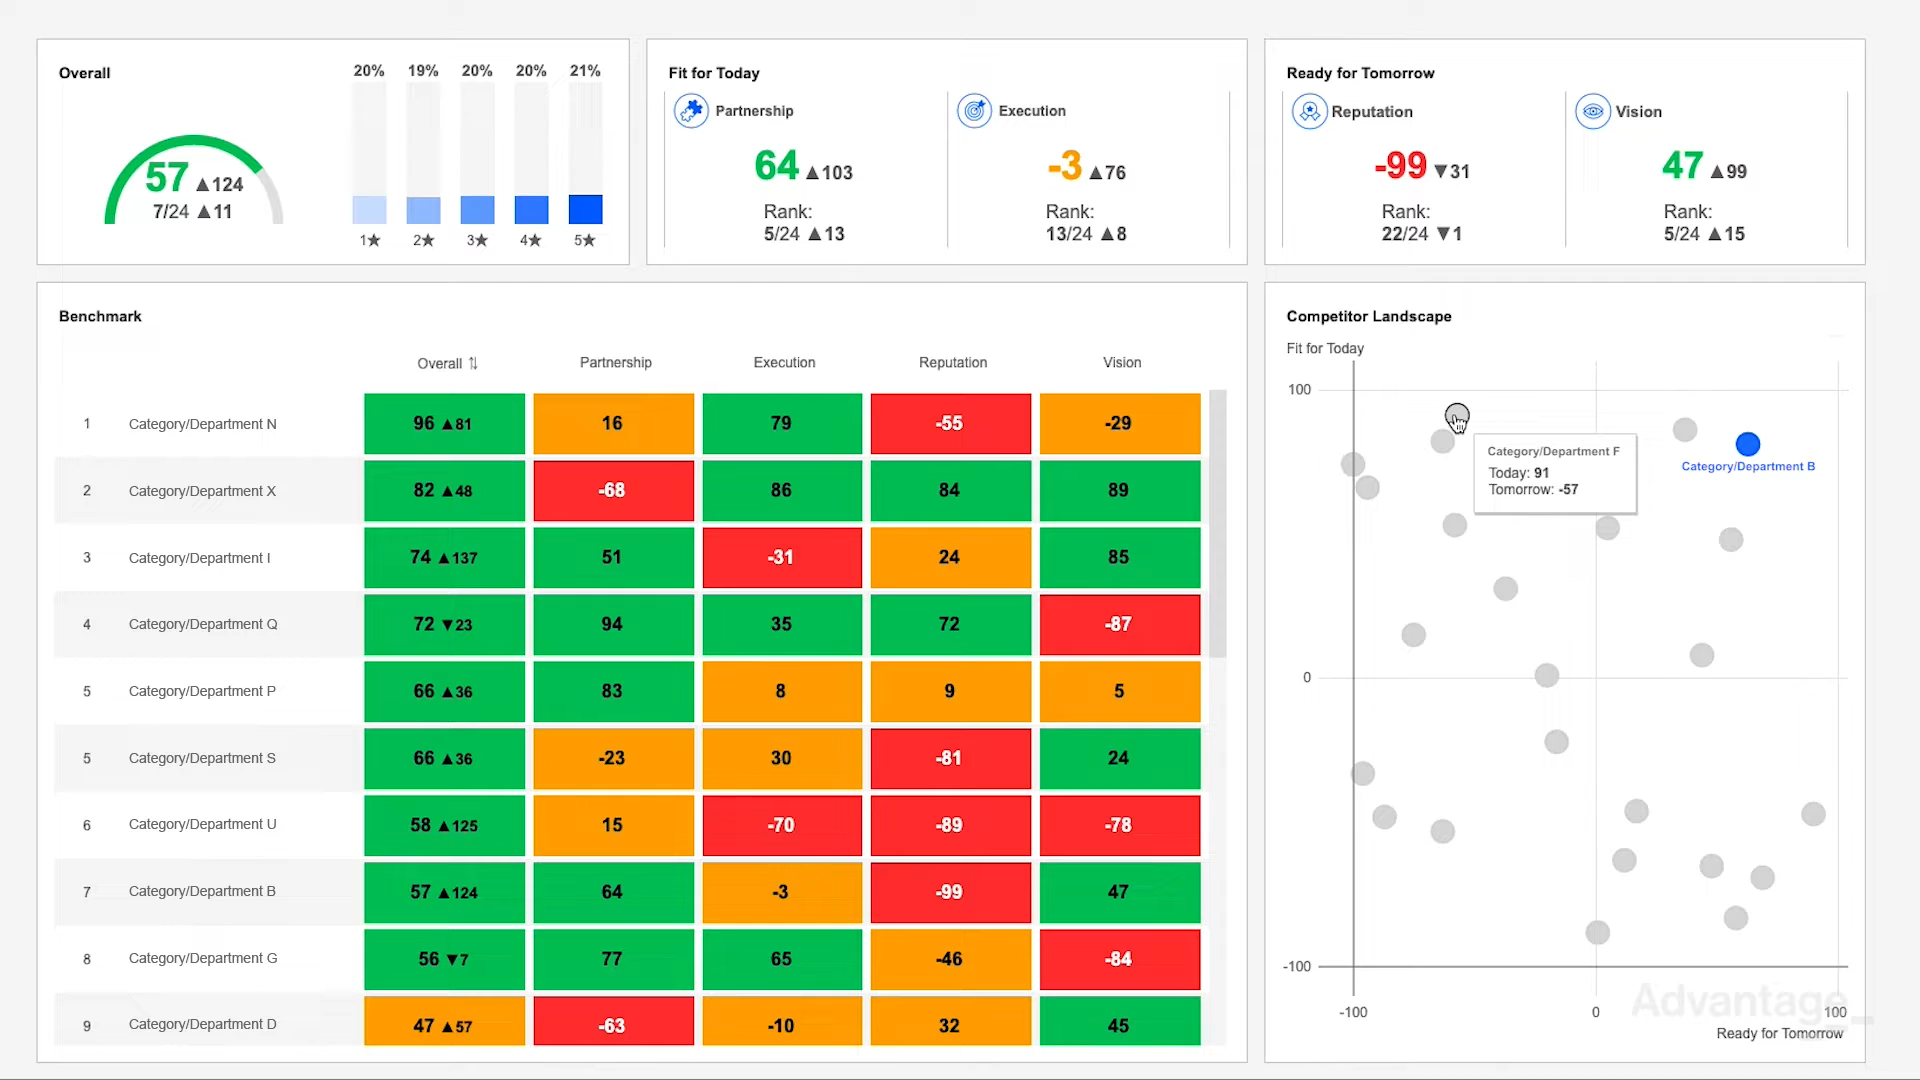 Overall
20% 19% 20% 20% 21%
57 ▲124
7/24 ▲11
1★ 2★ 3★ 4★ 5★
Fit for Today
Partnership
64 ▲103
Rank:
5/24 ▲13
Execution
-3 ▲76
Rank:
13/24 ▲8
Ready for Tomorrow
Reputation
-99 ▼31
Rank:
22/24 ▼1
Vision
47 ▲99
Rank:
5/24 ▲15
Benchmark
Overall ⇅ Partnership Execution Reputation Vision
1 Category/Department N 96 ▲81 16 79 -55 -29
2 Category/Department X 82 ▲48 -68 86 84 89
3 Category/Department I 74 ▲137 51 -31 24 85
4 Category/Department Q 72 ▼23 94 35 72 -87
5 Category/Department P 66 ▲36 83 8 9 5
5 Category/Department S 66 ▲36 -23 30 -81 24
6 Category/Department U 58 ▲125 15 -70 -89 -78
7 Category/Department B 57 ▲124 64 -3 -99 47
8 Category/Department G 56 ▼7 77 65 -46 -84
9 Category/Department D 47 ▲57 -63 -10 32 45
Competitor Landscape
Fit for Today
100
Category/Department F
Today: 91
Tomorrow: -57
Category/Department B
0
-100
-100 0 100
Ready for Tomorrow
Advantage_